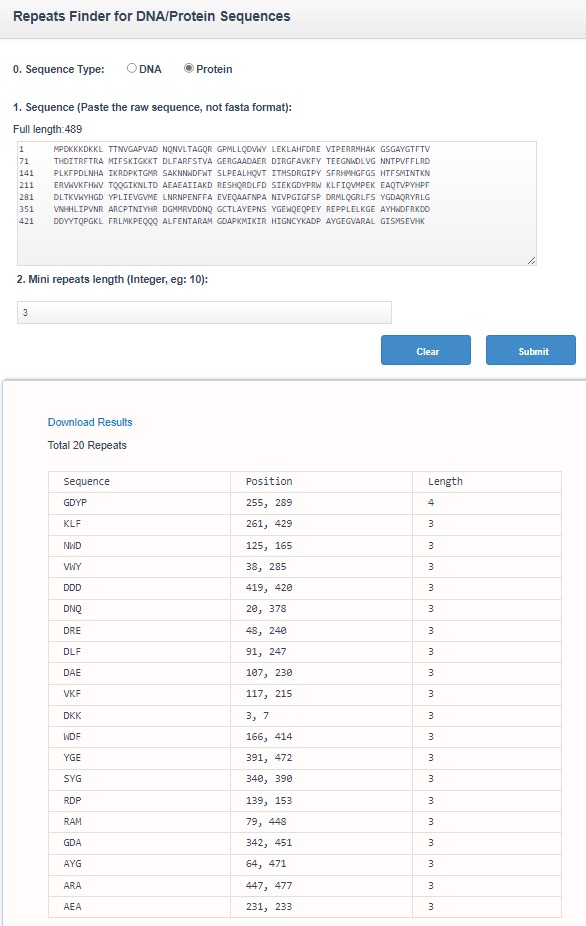 Repeats Finder for DNA/Protein Sequences
0. Sequence Type: DNA Protein
1. Sequence (Paste the raw sequence, not fasta format):
Full length:489
1 MPDKKKDKKL TTNVGAPVAD NQNVLTAGQR GPMLLQDVWY LEKLAHFDRE VIPERRMHAK GSGAYGTFTV
71 THDITRFTRA MIFSKIGKKT DLFARFSTVA GERGAADAER DIRGFAVKFY TEEGNWDLVG NNTPVFFLRD
141 PLKFPDLNHA IKRDPKTGMR SAKNNWDFWT SLPEALHQVT ITMSDRGIPY SFRHMHGFGS HTFSMINTKN
211 ERVWVKFHWV TQQGIKNLTD AEAEAIIAKD RESHQRDLFD SIEKGDYPRW KLFIQVMPEK EAQTVPYHPF
281 DLTKVWYHGD YPLIEVGVME LNRNPENFFA EVEQAAFNPA NIVPGIGFSP DRMLQGRLFS YGDAQRYRLG
351 VNHHLIPVNR ARCPTNIYHR DGMMRVDDNQ GCTLAYEPNS YGEWQEQPEY REPPLELKGE AYHWDFRKDD
421 DDYYTQPGKL FRLMKPEQQQ ALFENTARAM GDAPKMIKIR HIGNCYKADP AYGEGVARAL GISMSEVHK
2. Mini repeats length (Integer, eg: 10):
3
Clear Submit
Download Results
Total 20 Repeats
Sequence Position Length
GDYP 255, 289 4
KLF 261, 429 3
NWD 125, 165 3
VWY 38, 285 3
DDD 419, 420 3
DNQ 20, 378 3
DRE 48, 240 3
DLF 91, 247 3
DAE 107, 230 3
VKF 117, 215 3
DKK 3, 7 3
WDF 166, 414 3
YGE 391, 472 3
SYG 340, 390 3
RDP 139, 153 3
RAM 79, 448 3
GDA 342, 451 3
AYG 64, 471 3
ARA 447, 477 3
AEA 231, 233 3